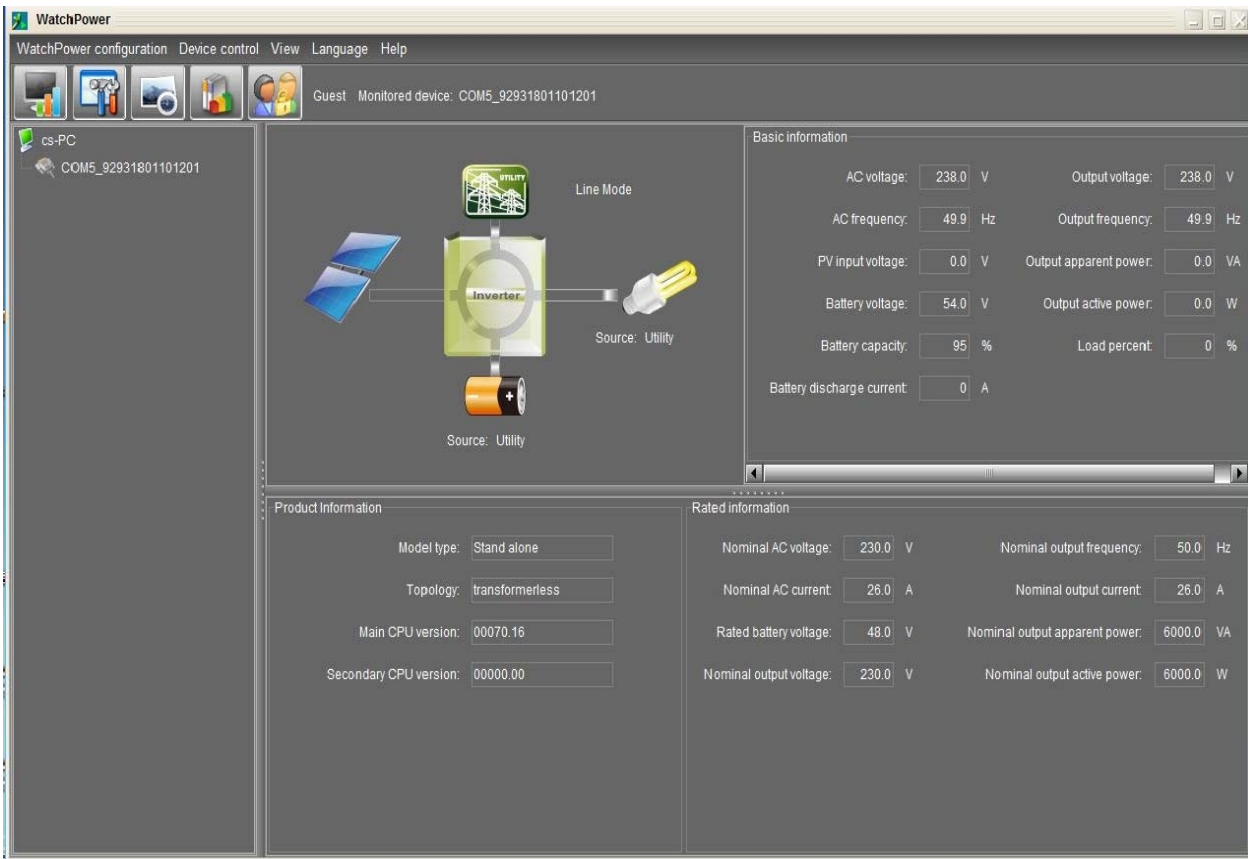 WatchPower
WatchPower configuration Device control View Language Help
Guest Monitored device: COM5_92931801101201
cs-PC
COM5_92931801101201
UTILITY
Line Mode
Inverter
Source: Utility
Source: Utility
Basic information
AC voltage: 238.0 V Output voltage: 238.0 V
AC frequency: 49.9 Hz Output frequency: 49.9 Hz
PV input voltage: 0.0 V Output apparent power: 0.0 VA
Battery voltage: 54.0 V Output active power: 0.0 W
Battery capacity: 95 % Load percent: 0 %
Battery discharge current: 0 A
Product Information
Model type: Stand alone
Topology: transformerless
Main CPU version: 00070.16
Secondary CPU version: 00000.00
Rated information
Nominal AC voltage: 230.0 V Nominal output frequency: 50.0 Hz
Nominal AC current: 26.0 A Nominal output current: 26.0 A
Rated battery voltage: 48.0 V Nominal output apparent power: 6000.0 VA
Nominal output voltage: 230.0 V Nominal output active power: 6000.0 W